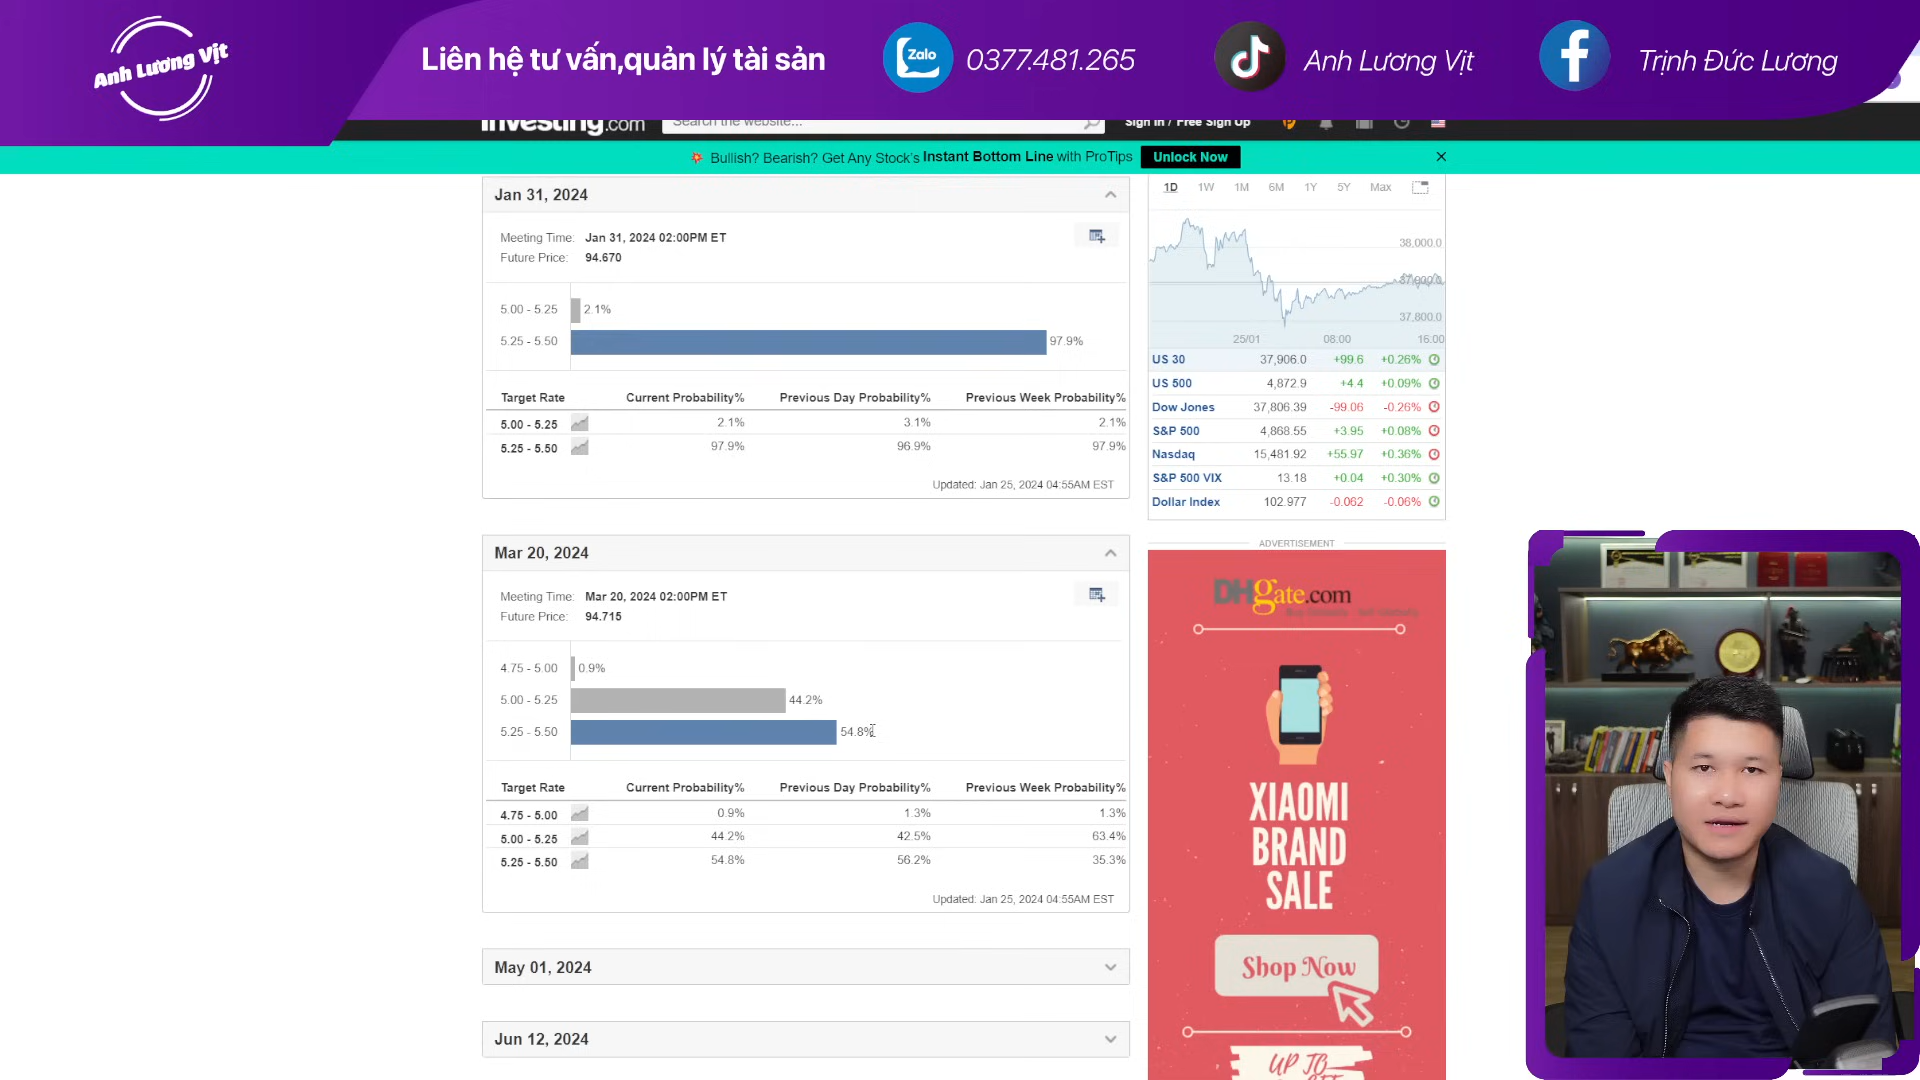 Anh Lương Vịt
Liên hệ tư vấn,quản lý tài sản
Zalo
0377.481.265
Anh Lương Vịt
Trịnh Đức Lương
Investing.com
Search the website...
Sign In / Free Sign Up
Bullish? Bearish? Get Any Stock's Instant Bottom Line with ProTips
Unlock Now
Jan 31, 2024
Meeting Time: Jan 31, 2024 02:00PM ET
Future Price: 94.670
5.00 - 5.25 2.1%
5.25 - 5.50 97.9%
Target Rate Current Probability% Previous Day Probability% Previous Week Probability%
5.00 - 5.25 2.1% 3.1% 2.1%
5.25 - 5.50 97.9% 96.9% 97.9%
Updated: Jan 25, 2024 04:55AM EST
Mar 20, 2024
Meeting Time: Mar 20, 2024 02:00PM ET
Future Price: 94.715
4.75 - 5.00 0.9%
5.00 - 5.25 44.2%
5.25 - 5.50 54.8%
Target Rate Current Probability% Previous Day Probability% Previous Week Probability%
4.75 - 5.00 0.9% 1.3% 1.3%
5.00 - 5.25 44.2% 42.5% 63.4%
5.25 - 5.50 54.8% 56.2% 35.3%
Updated: Jan 25, 2024 04:55AM EST
May 01, 2024
Jun 12, 2024
1D 1W 1M 6M 1Y 5Y Max
38,000.0
37,900.0
37,800.0
25/01 08:00 16:00
US 30 37,906.0 +99.6 +0.26%
US 500 4,872.9 +4.4 +0.09%
Dow Jones 37,806.39 -99.06 -0.26%
S&P 500 4,868.55 +3.95 +0.08%
Nasdaq 15,481.92 +55.97 +0.36%
S&P 500 VIX 13.18 +0.04 +0.30%
Dollar Index 102.977 -0.062 -0.06%
ADVERTISEMENT
DHgate.com
XIAOMI
BRAND
SALE
Shop Now
UP TO